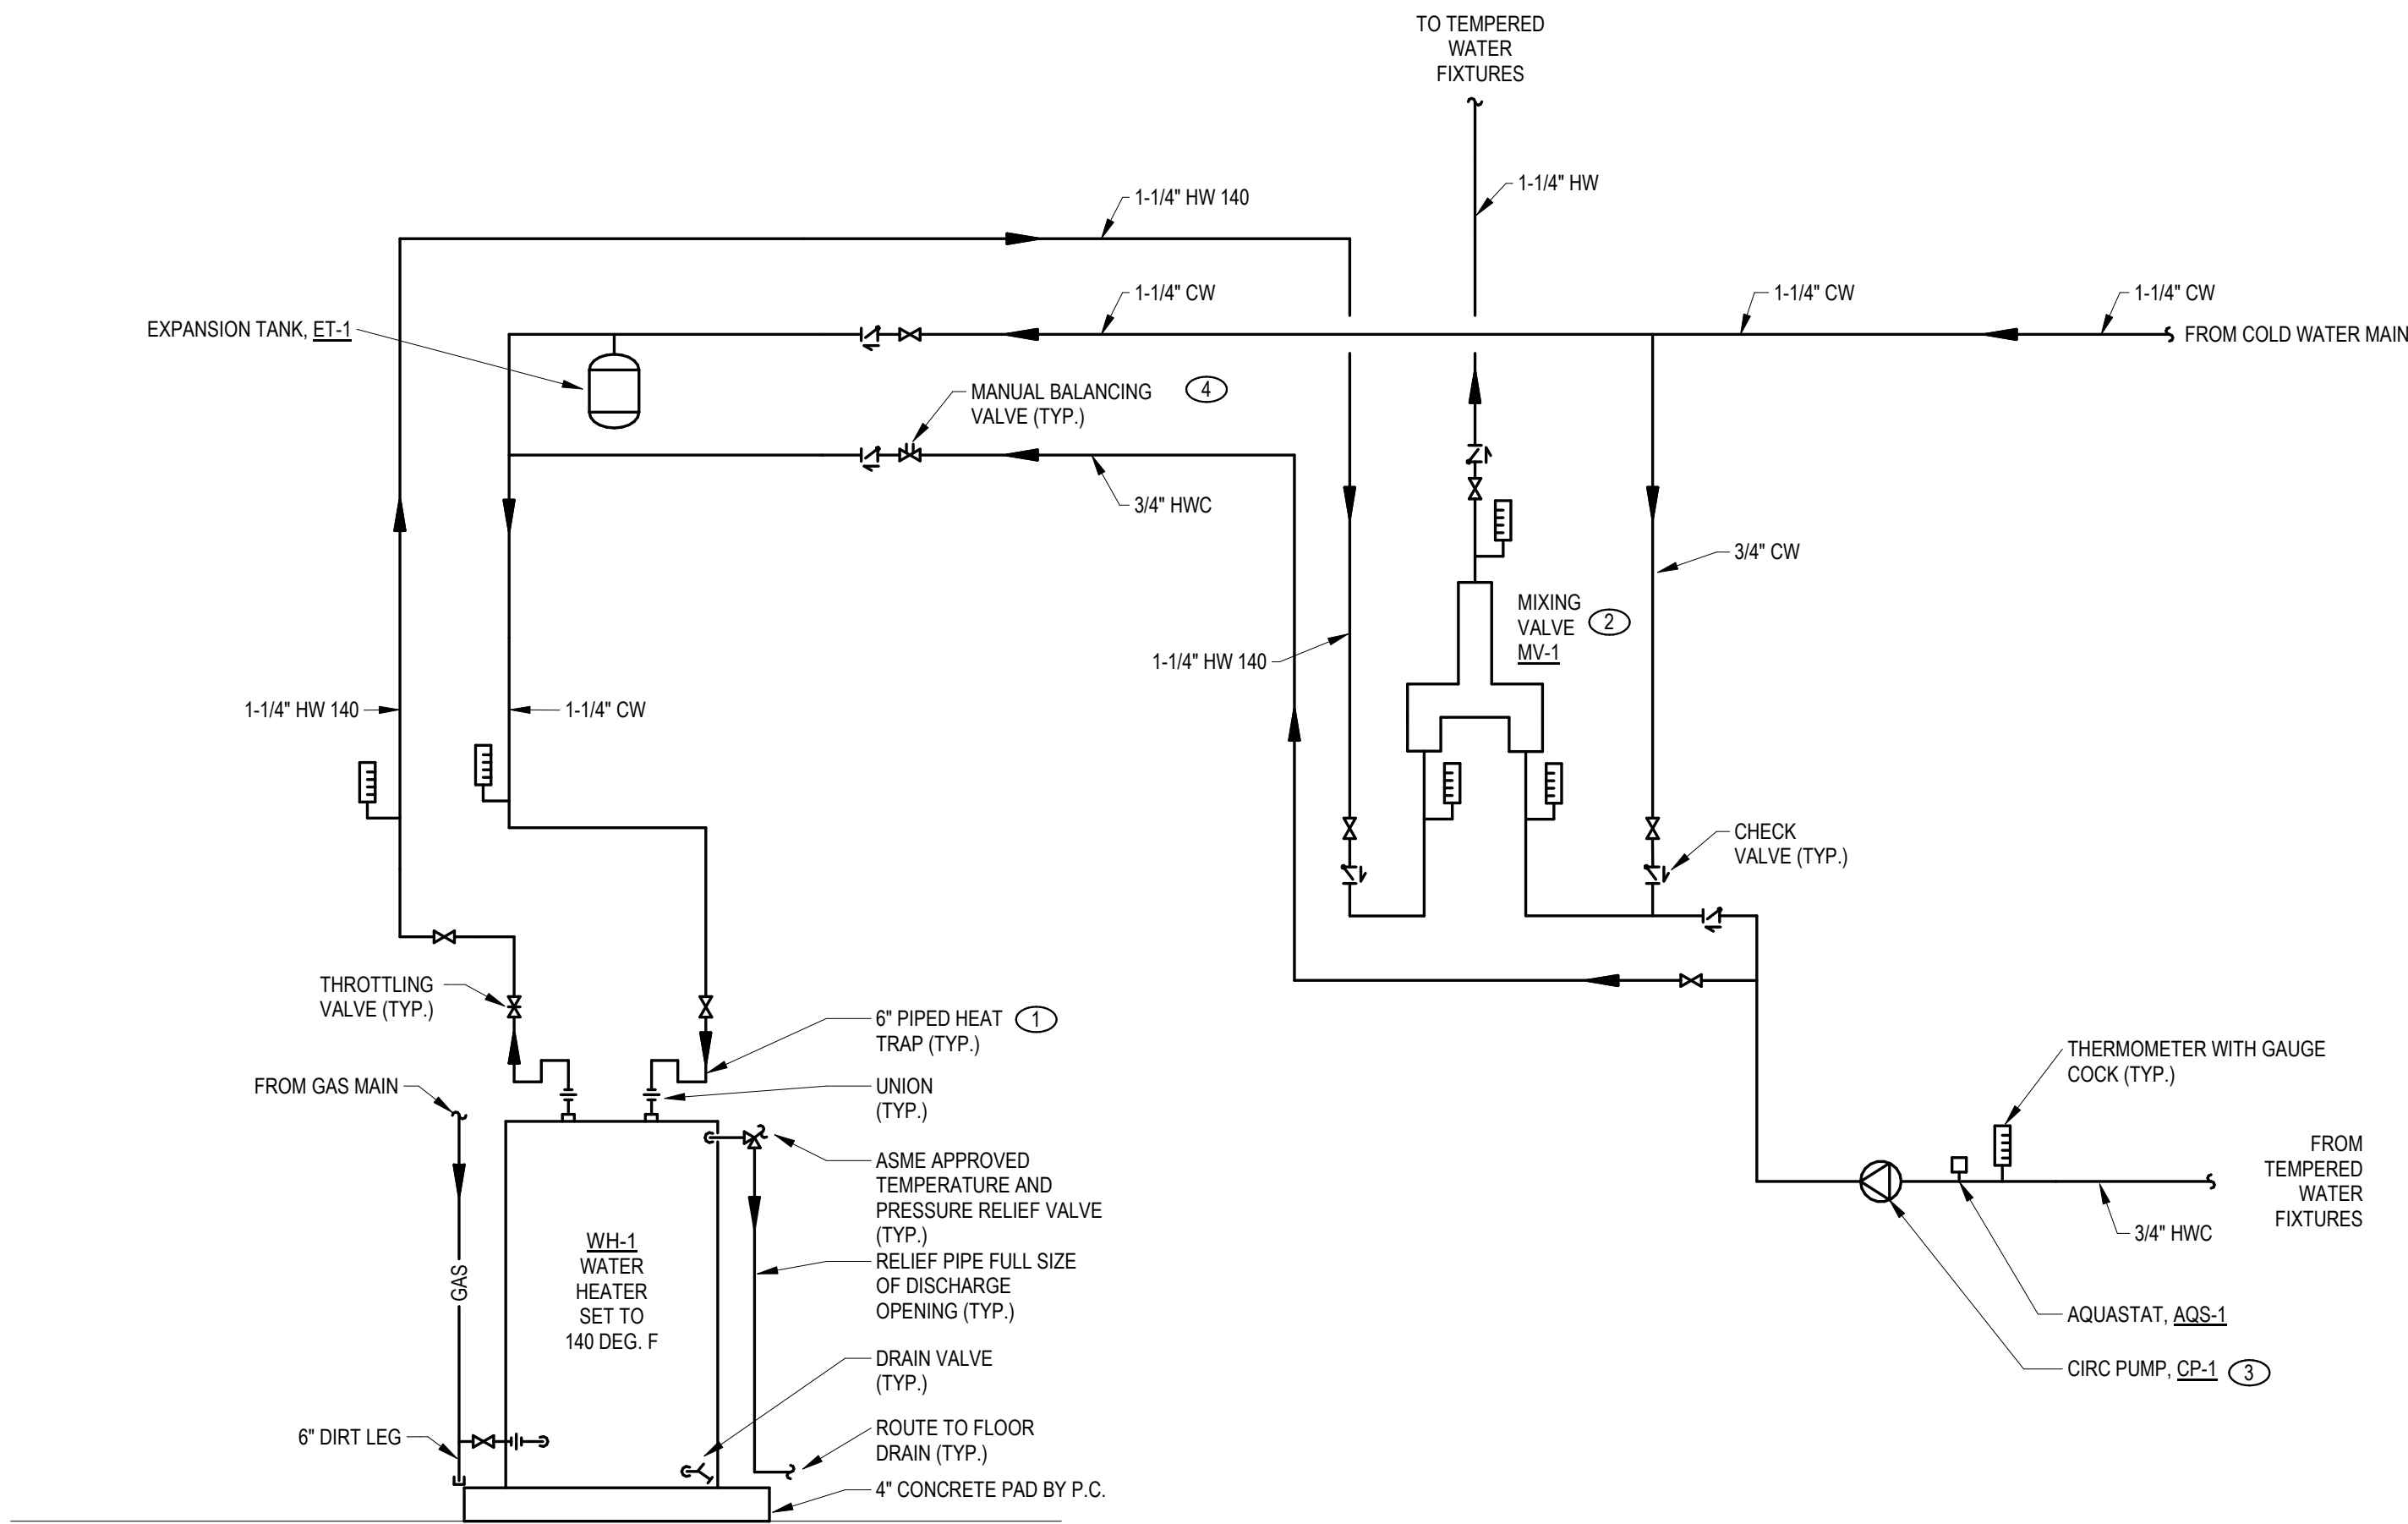 TO TEMPERED
WATER
FIXTURES
1-1/4" HW
1-1/4" HW 140
1-1/4" CW
1-1/4" CW
1-1/4" CW
EXPANSION TANK, ET-1
FROM COLD WATER MAIN
MANUAL BALANCING
VALVE (TYP.)
4
3/4" HWC
3/4" CW
MIXING
VALVE
MV-1
2
1-1/4" HW 140
1-1/4" HW 140
1-1/4" CW
CHECK
VALVE (TYP.)
THROTTLING
VALVE (TYP.)
6" PIPED HEAT
TRAP (TYP.)
1
THERMOMETER WITH GAUGE
COCK (TYP.)
FROM GAS MAIN
UNION
(TYP.)
ASME APPROVED
TEMPERATURE AND
PRESSURE RELIEF VALVE
(TYP.)
FROM
TEMPERED
WATER
FIXTURES
3/4" HWC
WH-1
WATER
HEATER
SET TO
140 DEG. F
GAS
RELIEF PIPE FULL SIZE
OF DISCHARGE
OPENING (TYP.)
AQUASTAT, AQS-1
DRAIN VALVE
(TYP.)
CIRC PUMP, CP-1
3
6" DIRT LEG
ROUTE TO FLOOR
DRAIN (TYP.)
4" CONCRETE PAD BY P.C.